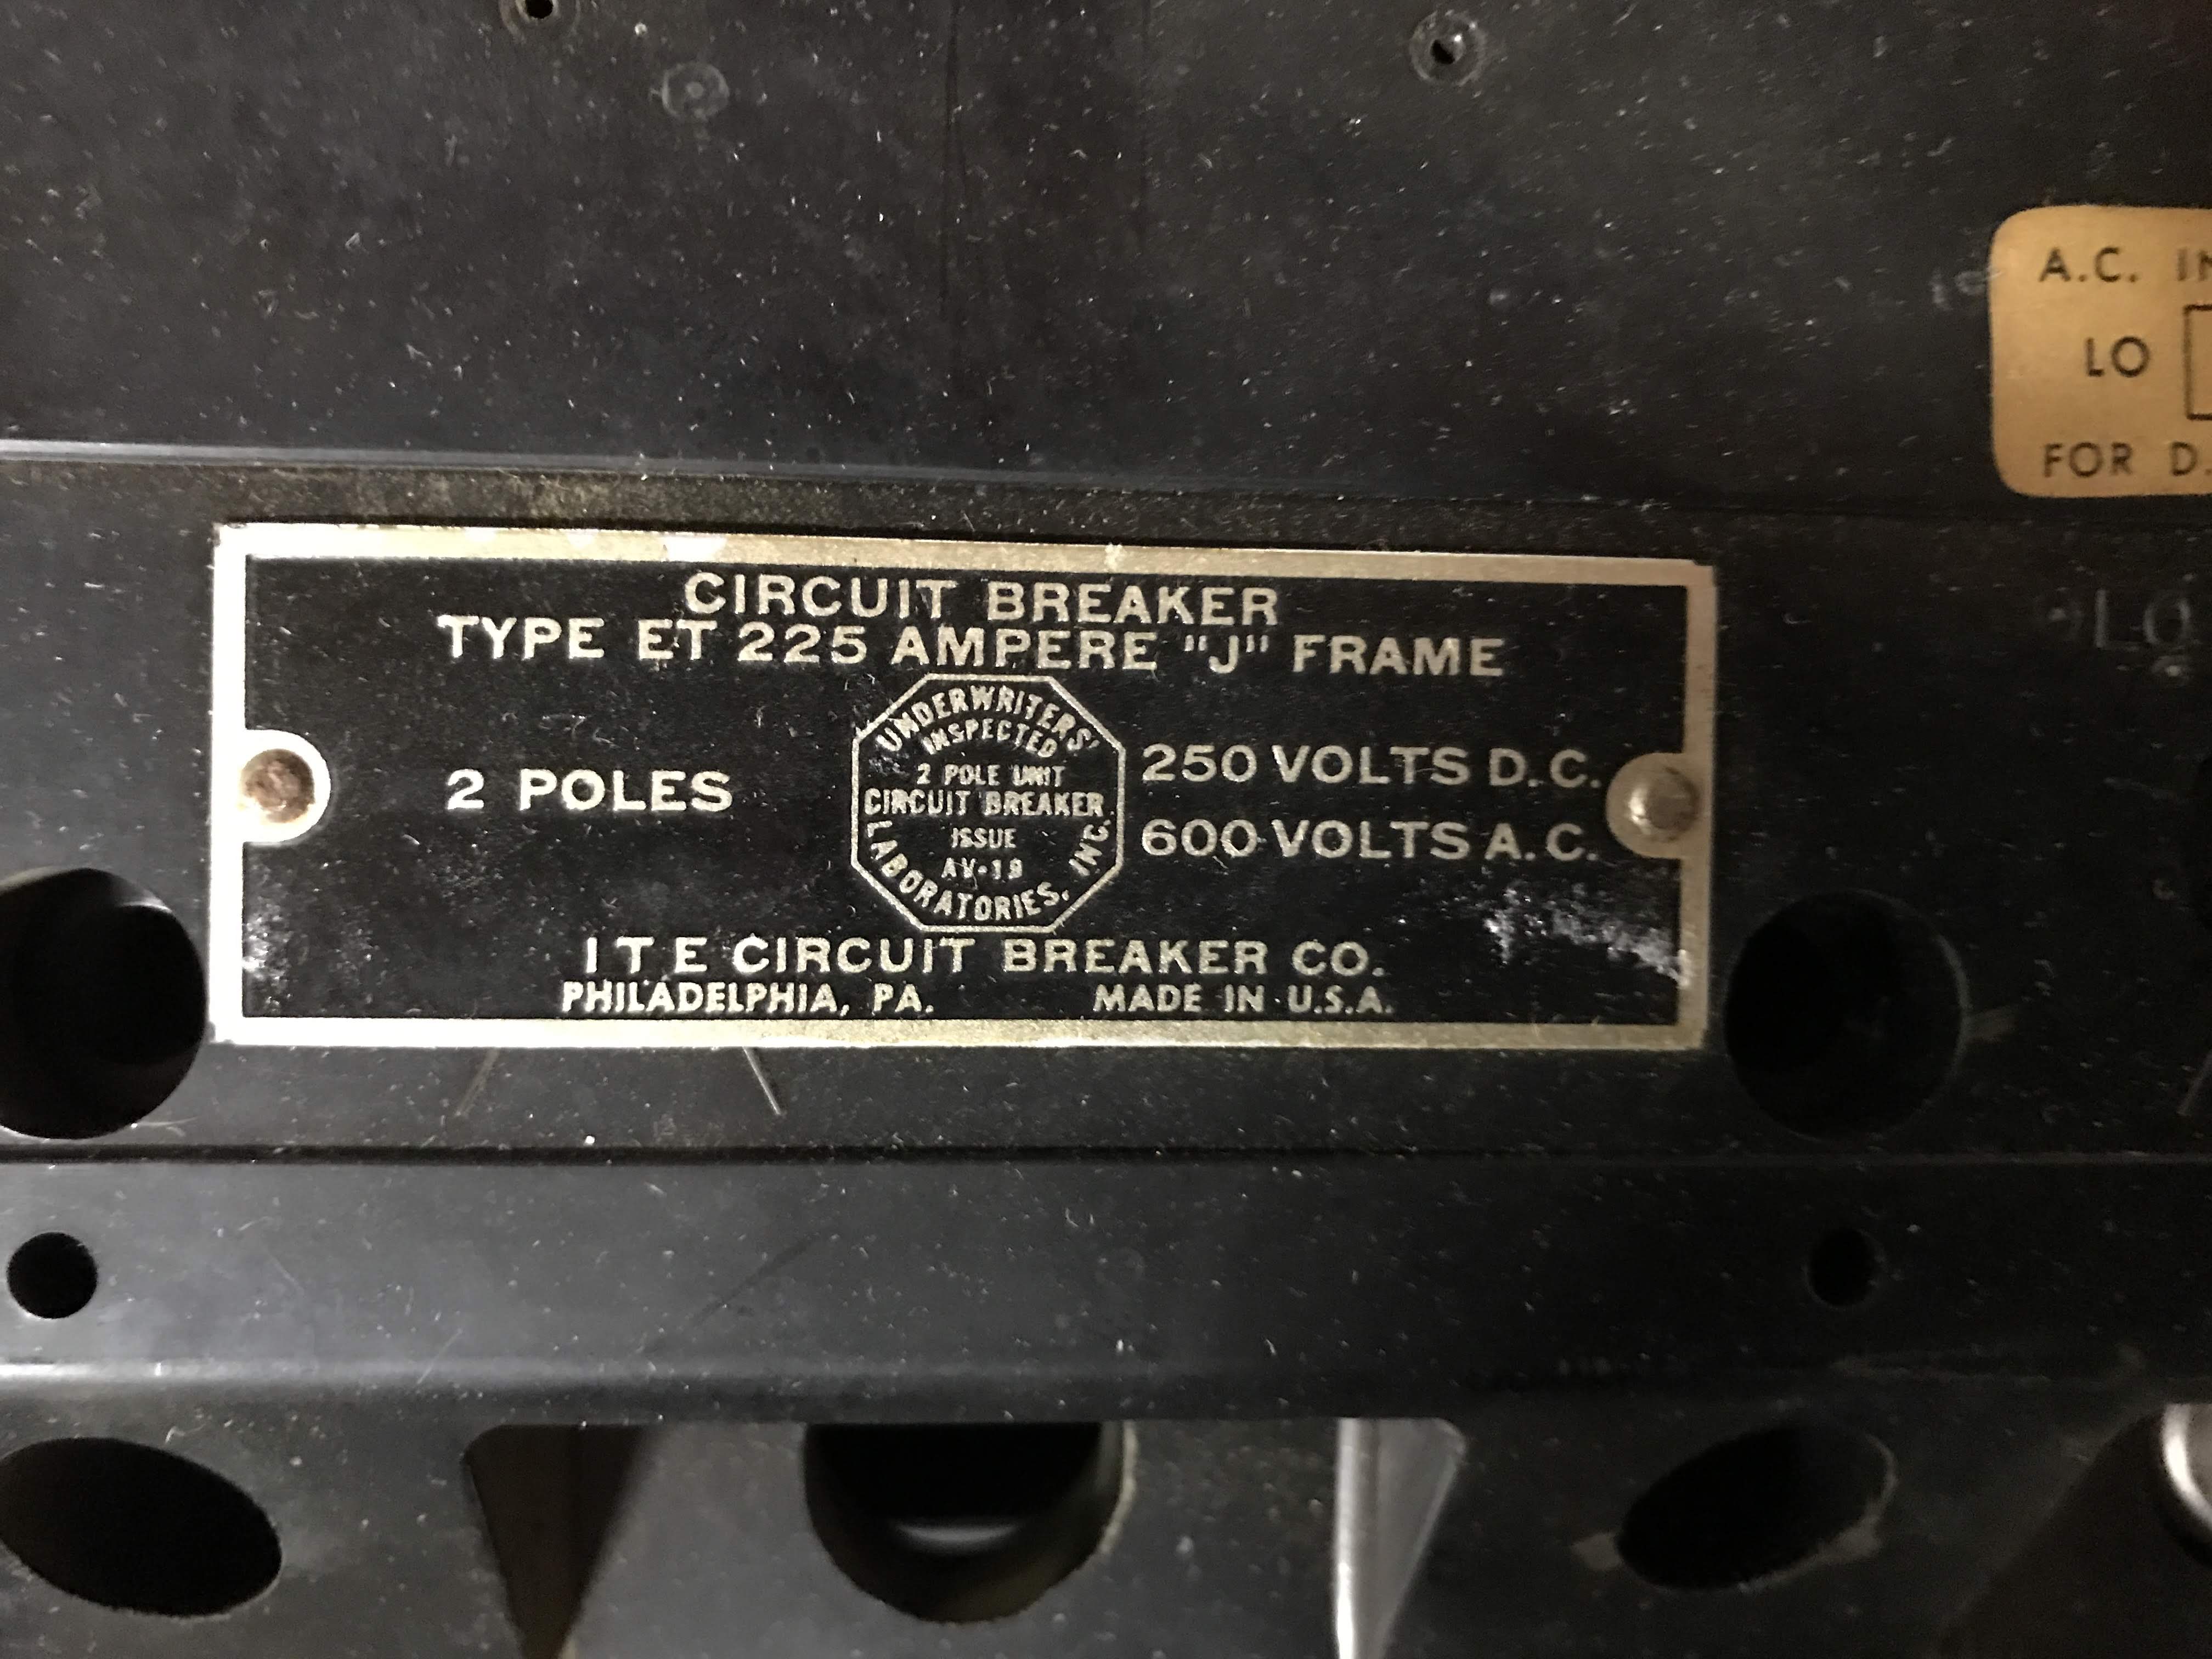 A.C. IN
LO
FOR D.
CIRCUIT BREAKER
TYPE ET 225 AMPERE "J" FRAME
2 POLES
UNDERWRITERS'
INSPECTED
2 POLE UNIT
CIRCUIT BREAKER
ISSUE
AV-19
LABORATORIES, INC.
250 VOLTS D.C.
600 VOLTS A.C.
I T E CIRCUIT BREAKER CO.
PHILADELPHIA, PA. MADE IN U.S.A.